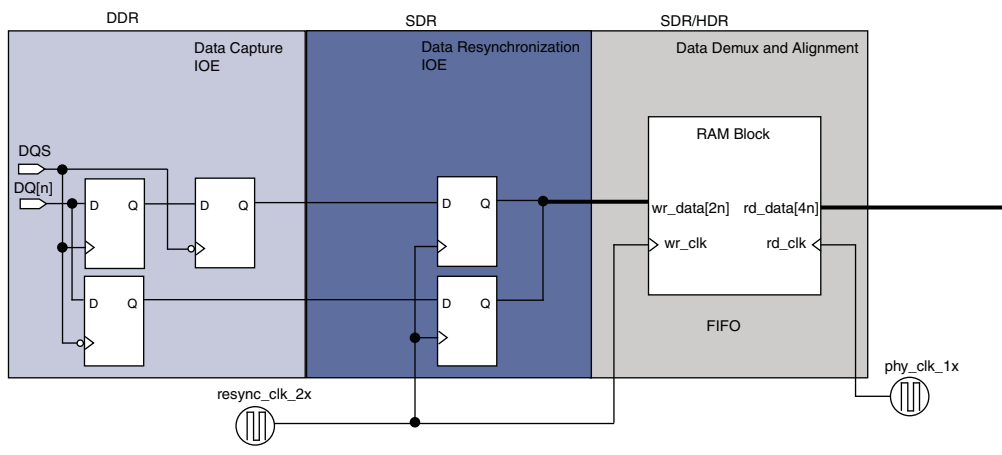 DDR
SDR
SDR/HDR
Data Capture
IOE
Data Resynchronization
IOE
Data Demux and Alignment
RAM Block
DQS
DQ[n]
D
Q
D
Q
D
Q
wr_data[2n]
rd_data[4n]
wr_clk
rd_clk
D
Q
D
Q
FIFO
phy_clk_1x
resync_clk_2x